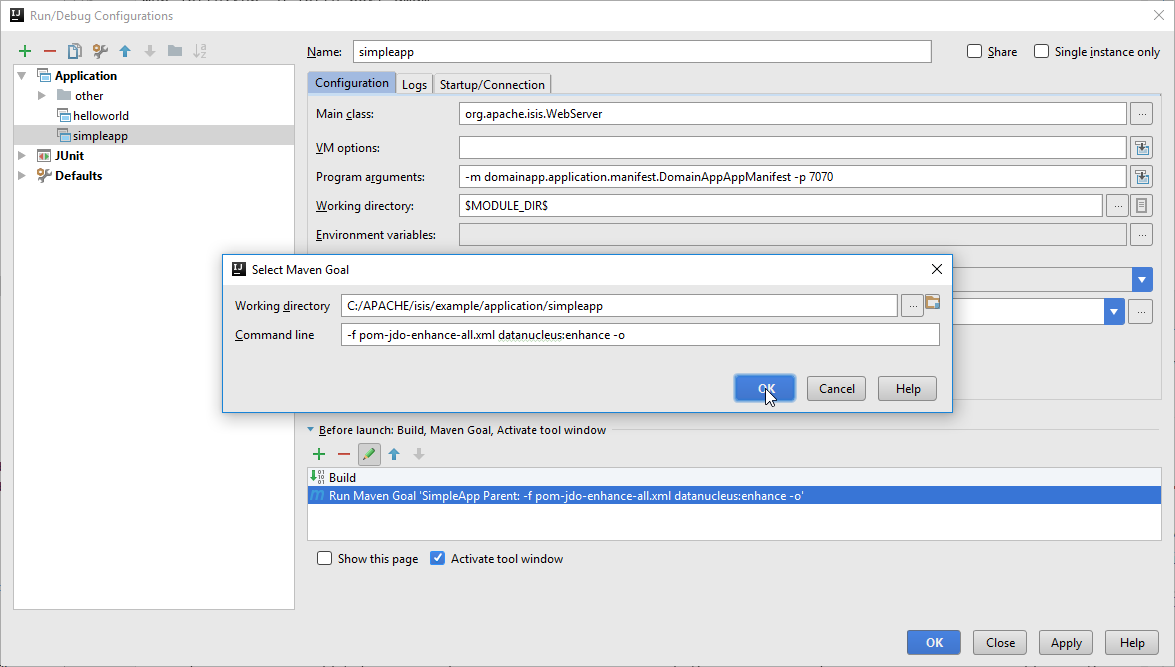 Run/Debug Configurations
Name: simpleapp Share Single instance only
Application
other
helloworld
simpleapp
JUnit
Defaults
Configuration Logs Startup/Connection
Main class: org.apache.isis.WebServer ...
VM options:
Program arguments: -m domainapp.application.manifest.DomainAppAppManifest -p 7070
Working directory: $MODULE_DIR$ ...
Environment variables: ...
Select Maven Goal
Working directory C:/APACHE/isis/example/application/simpleapp ...
Command line -f pom-jdo-enhance-all.xml datanucleus:enhance -o
OK Cancel Help
...
Before launch: Build, Maven Goal, Activate tool window
Build
Run Maven Goal 'SimpleApp Parent: -f pom-jdo-enhance-all.xml datanucleus:enhance -o'
Show this page Activate tool window
OK Close Apply Help